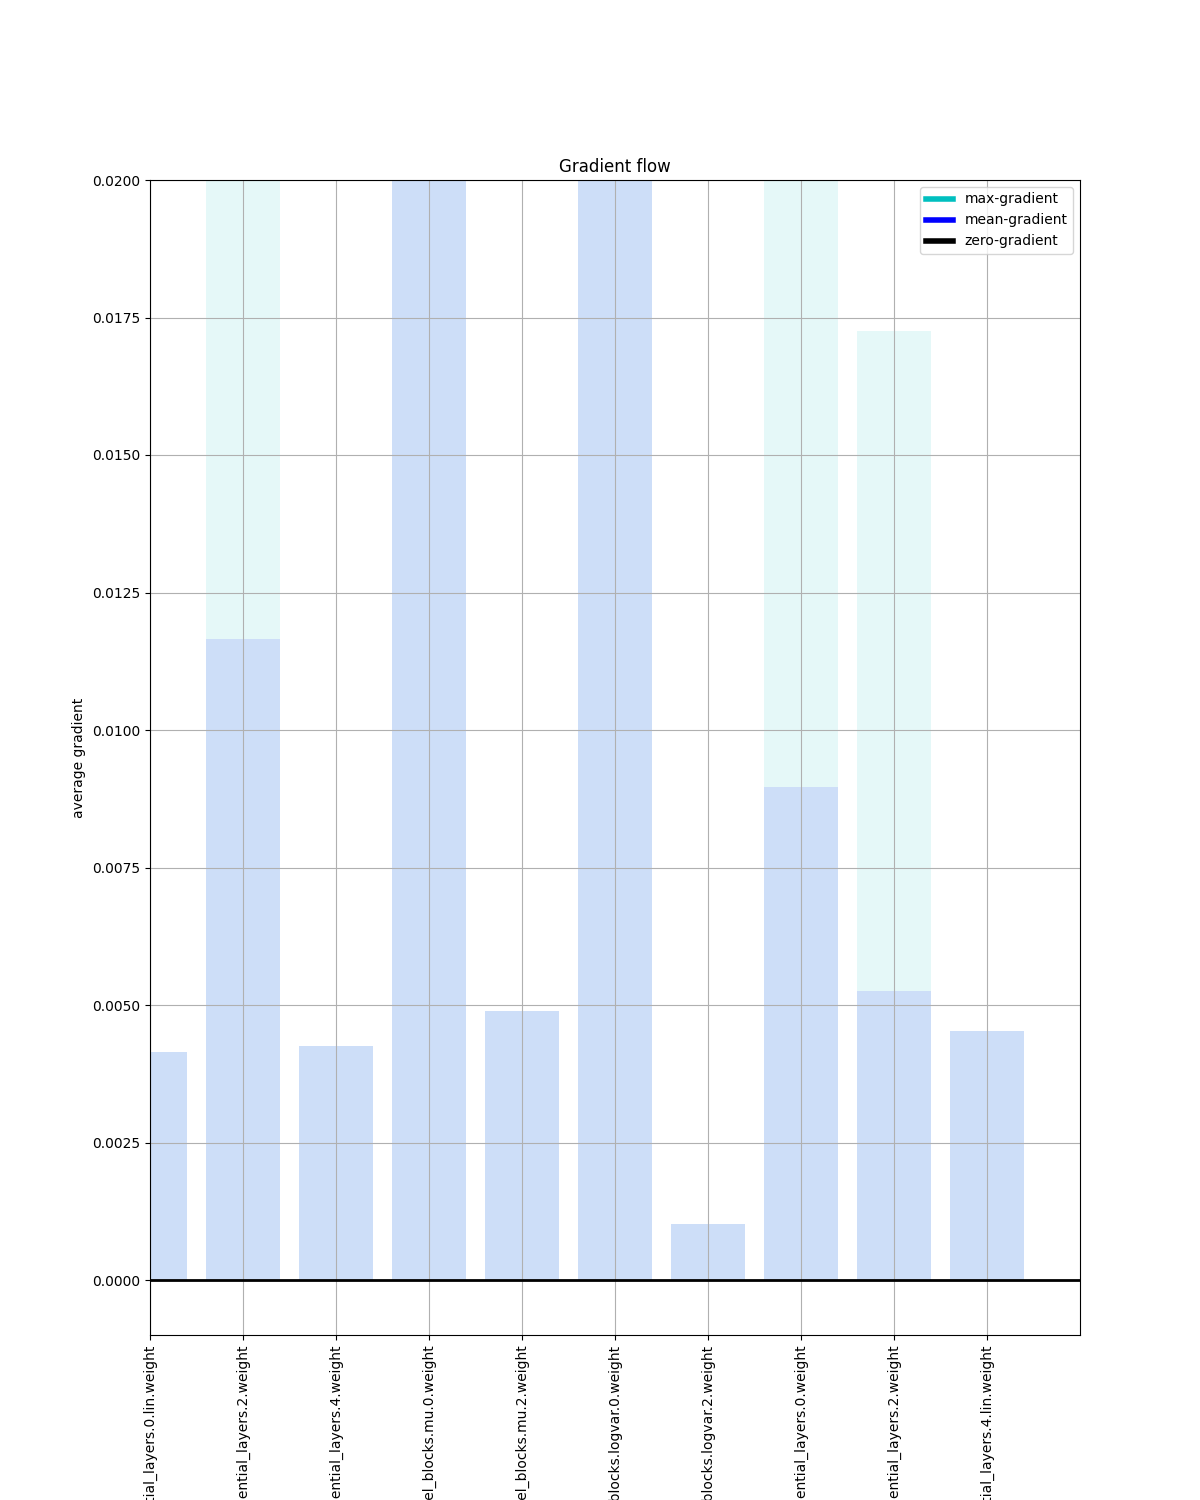 Gradient flow
max-gradient
mean-gradient
zero-gradient
0.0200
0.0175
0.0150
0.0125
0.0100
0.0075
0.0050
0.0025
0.0000
average gradient
tial_layers.0.lin.weight
ential_layers.2.weight
ential_layers.4.weight
el_blocks.mu.0.weight
el_blocks.mu.2.weight
blocks.logvar.0.weight
blocks.logvar.2.weight
ential_layers.0.weight
ential_layers.2.weight
tial_layers.4.lin.weight